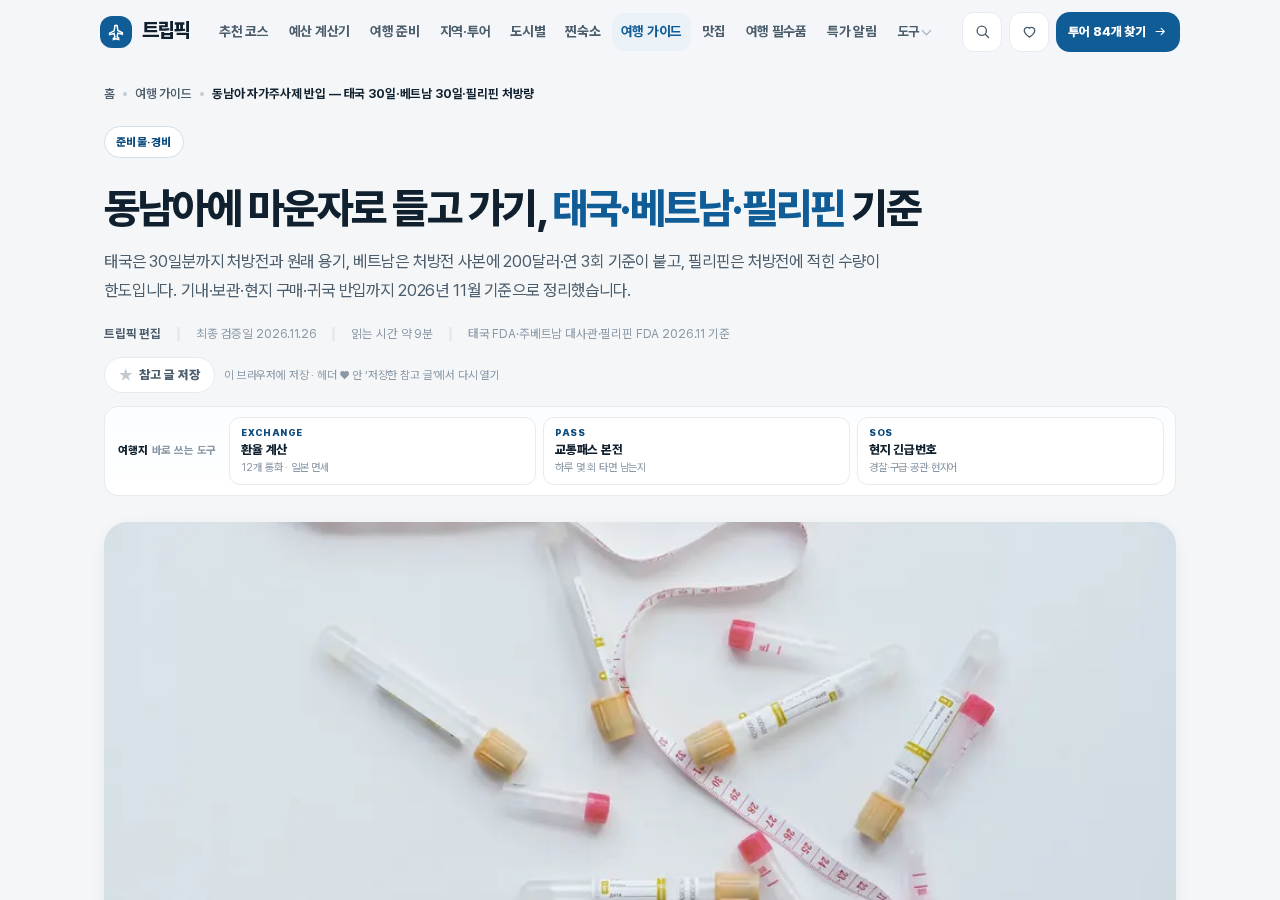 트립픽 추천 코스 예산 계산기 여행 준비 지역·투어 도시별 찐숙소 여행 가이드 맛집 여행 필수품 특가 알림 도구 투어 84개 찾기 →
홈 • 여행 가이드 • 동남아 자가주사제 반입 — 태국 30일·베트남 30일·필리핀 처방량
준비물·경비
동남아에 마운자로 들고 가기, 태국·베트남·필리핀 기준
태국은 30일분까지 처방전과 원래 용기, 베트남은 처방전 사본에 200달러·연 3회 기준이 붙고, 필리핀은 처방전에 적힌 수량이
한도입니다. 기내·보관·현지 구매·귀국 반입까지 2026년 11월 기준으로 정리했습니다.
트립픽 편집 최종 검증일 2026.11.26 읽는 시간 약 9분 태국 FDA·주베트남 대사관·필리핀 FDA 2026.11 기준
★ 참고 글 저장 이 브라우저에 저장 · 헤더 ♥ 안 '저장한 참고 글'에서 다시 열기
여행지 바로 쓰는 도구
EXCHANGE
환율 계산
12개 통화 · 일본 면세
PASS
교통패스 본전
하루 몇 회 타면 남는지
SOS
현지 긴급번호
경찰·구급·공관·현지어